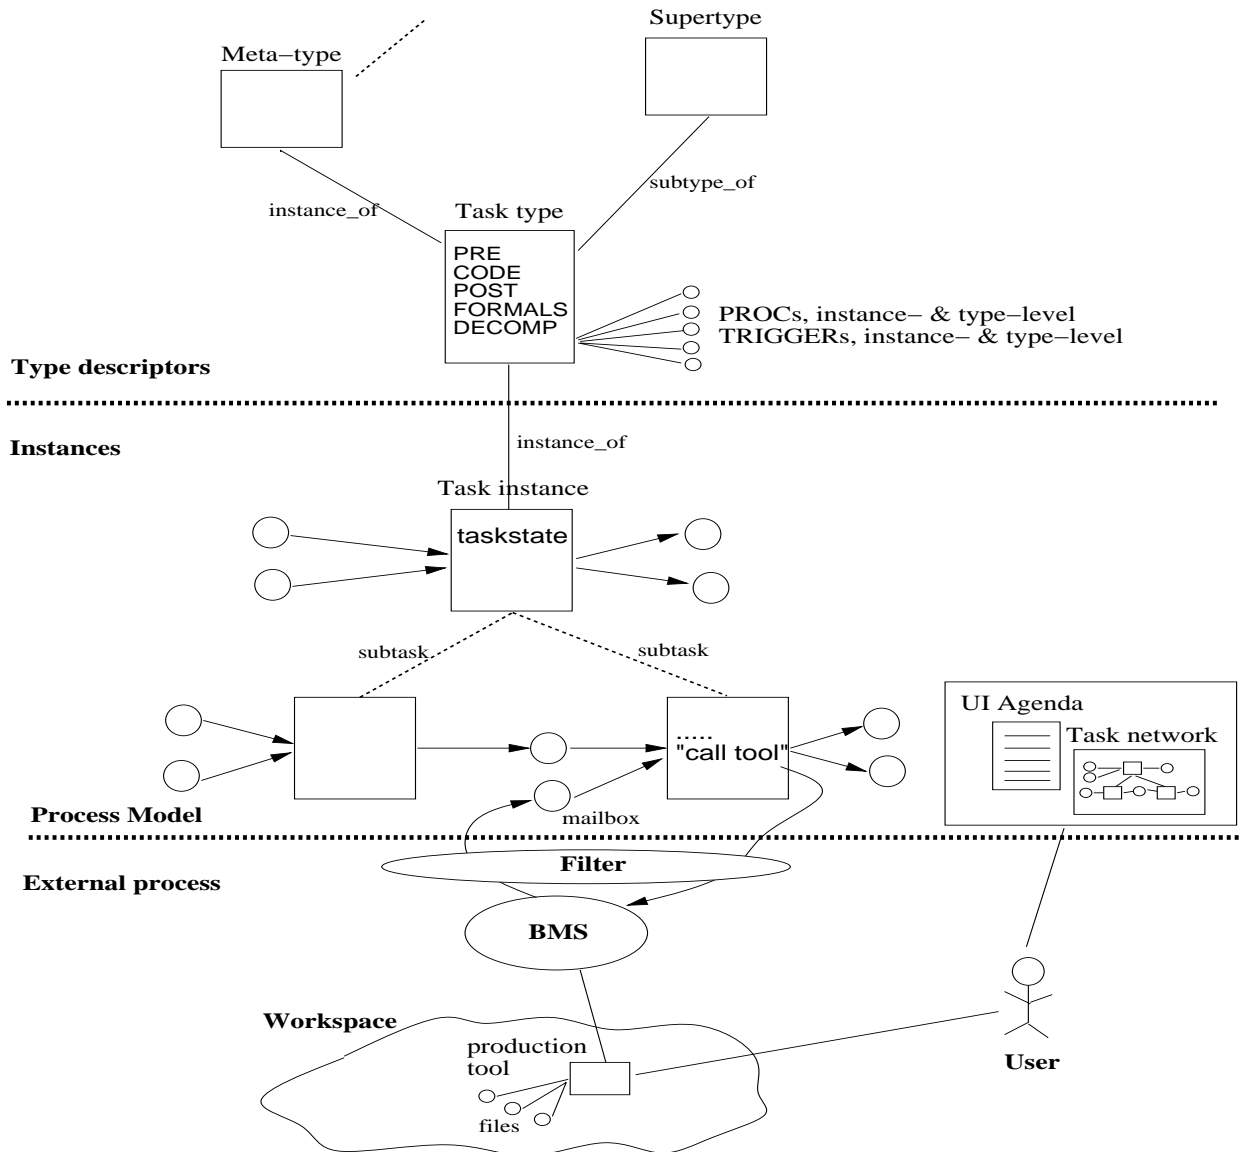 Supertype
Meta−type
subtype_of
instance_of
Task type
PRE
CODE
POST
FORMALS
DECOMP
PROCs, instance− & type−level
TRIGGERs, instance− & type−level
Type descriptors
Instances
instance_of
Task instance
taskstate
subtask
subtask
UI Agenda
Task network
.....
"call tool"
Process Model
mailbox
Filter
External process
BMS
Workspace
production
tool
files
User